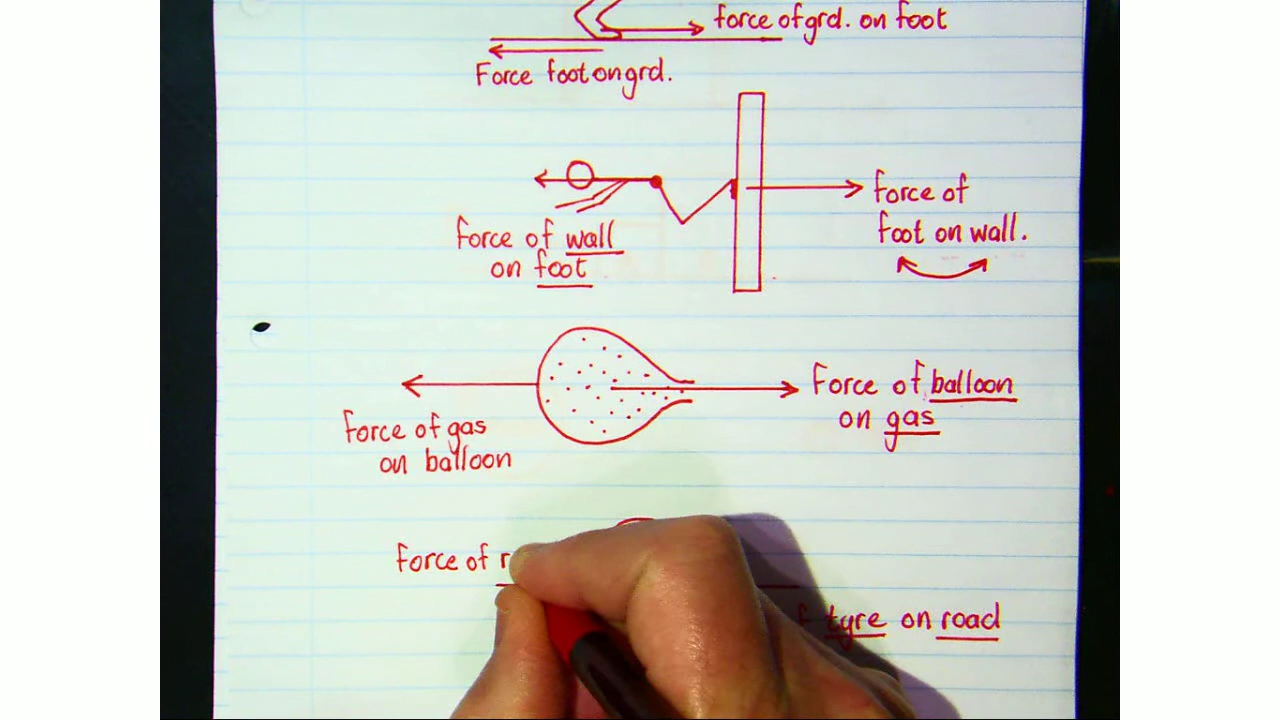 force of grd. on foot
Force foot on grd.
force of
foot on wall.
force of wall
on foot
Force of balloon
on gas
force of gas
on balloon
force of
tyre on road